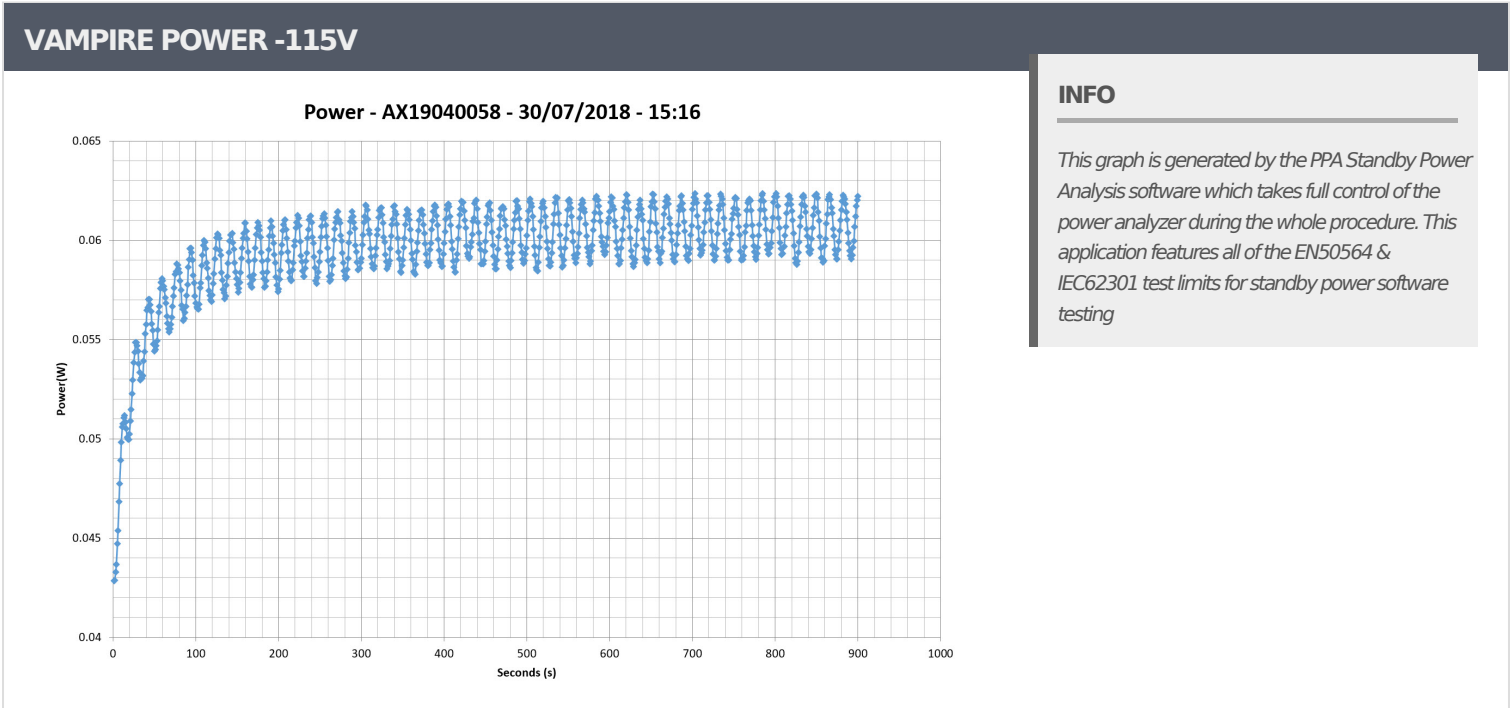 VAMPIRE POWER -115V
INFO
This graph is generated by the PPA Standby Power
Analysis software which takes full control of the
power analyzer during the whole procedure. This
application features all of the EN50564 &
IEC62301 test limits for standby power software
testing
Power - AX19040058 - 30/07/2018 - 15:16
0.065
0.06
0.055
0.05
0.045
0.04
Power(W)
0 100 200 300 400 500 600 700 800 900 1000
Seconds (s)